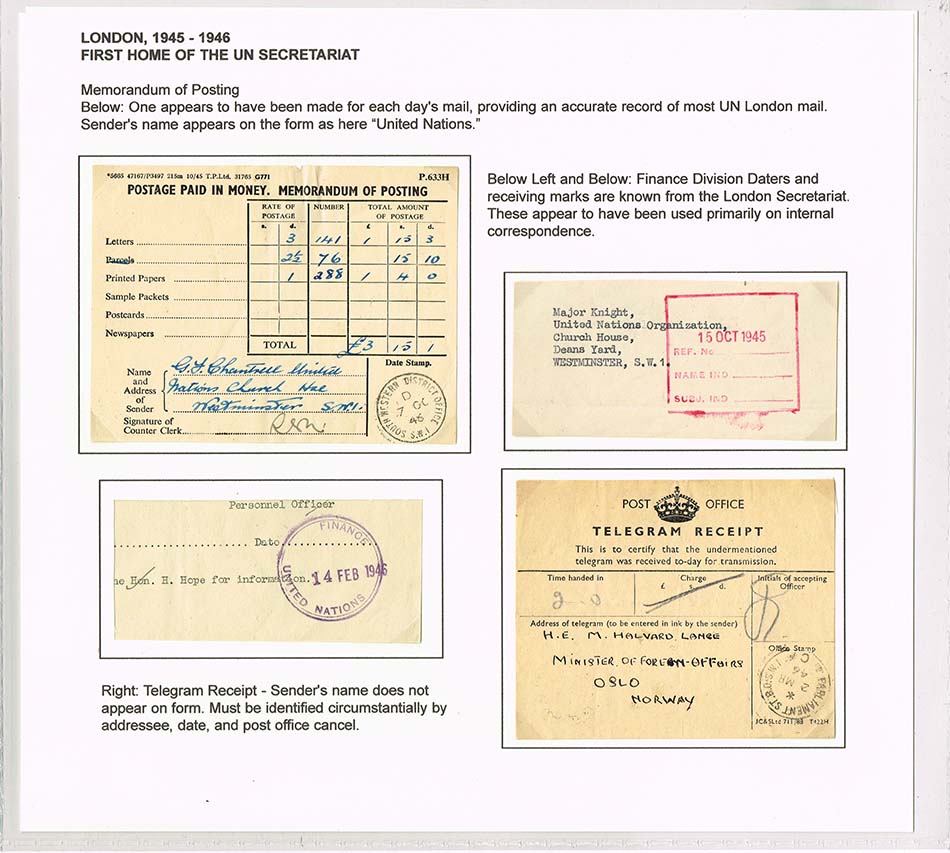 LONDON, 1945 - 1946
FIRST HOME OF THE UN SECRETARIAT
Memorandum of Posting
Below: One appears to have been made for each day's mail, providing an accurate record of most UN London mail.
Sender's name appears on the form as here “United Nations.”
*5665 47167/P3497 215m 10/45 T.P.Ltd. 31765 G771 P.633H
POSTAGE PAID IN MONEY. MEMORANDUM OF POSTING
RATE OF POSTAGE NUMBER TOTAL AMOUNT OF POSTAGE
s. d. £ s. d.
Letters 3 141 1 15 3
Parcels 2½ 76 15 10
Printed Papers 1 288 1 4 0
Sample Packets
Postcards
Newspapers
TOTAL £3 15 1
Name and Address of Sender
G.F. Chantrell United
Nations Church Hse
Westminster S.W.1.
Signature of Counter Clerk
Date Stamp.
SOUTH WESTERN DISTRICT OFFICE S.W.1
D
7 OC
46
Below Left and Below: Finance Division Daters and
receiving marks are known from the London Secretariat.
These appear to have been used primarily on internal
correspondence.
Major Knight,
United Nations Organization,
Church House,
Deans Yard,
WESTMINSTER, S.W.1.
15 OCT 1945
REF. No
NAME IND
SUBJ. IND
Personnel Officer
Date
Hon. H. Hope for information.
FINANCE
14 FEB 1946
UNITED NATIONS
POST OFFICE
TELEGRAM RECEIPT
This is to certify that the undermentioned
telegram was received to-day for transmission.
Time handed in Charge £ s. d. Initials of accepting Officer
2.0
Address of telegram (to be entered in ink by the sender)
H.E. M. HALVARD LANGE
MINISTER OF FOREIGN-AFFAIRS
OSLO
NORWAY
Office Stamp
PARLIAMENT ST. B.O. S.W.1
C
2 MR
46
Right: Telegram Receipt - Sender's name does not
appear on form. Must be identified circumstantially by
addressee, date, and post office cancel.